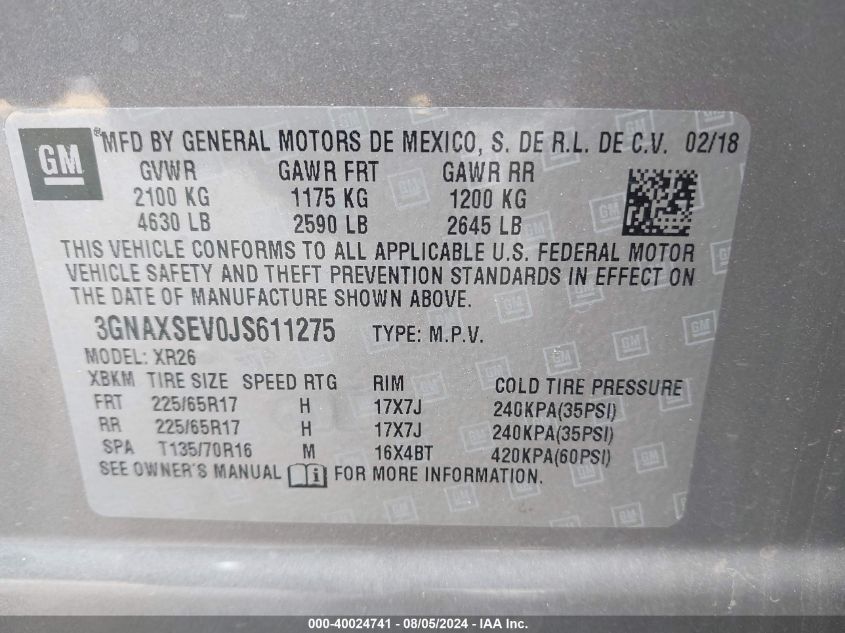 GM ®MFD BY GENERAL MOTORS DE MEXICO, S. DE R.L. DE C.V. 02/18
GVWR GAWR FRT GAWR RR
2100 KG 1175 KG 1200 KG
4630 LB 2590 LB 2645 LB
THIS VEHICLE CONFORMS TO ALL APPLICABLE U.S. FEDERAL MOTOR
VEHICLE SAFETY AND THEFT PREVENTION STANDARDS IN EFFECT ON
THE DATE OF MANUFACTURE SHOWN ABOVE.
3GNAXSEV0JS611275 TYPE: M.P.V.
MODEL: XR26
XBKM TIRE SIZE SPEED RTG RIM COLD TIRE PRESSURE
FRT 225/65R17 H 17X7J 240KPA(35PSI)
RR 225/65R17 H 17X7J 240KPA(35PSI)
SPA T135/70R16 M 16X4BT 420KPA(60PSI)
SEE OWNER'S MANUAL i FOR MORE INFORMATION.
000-40024741 - 08/05/2024 - IAA Inc.